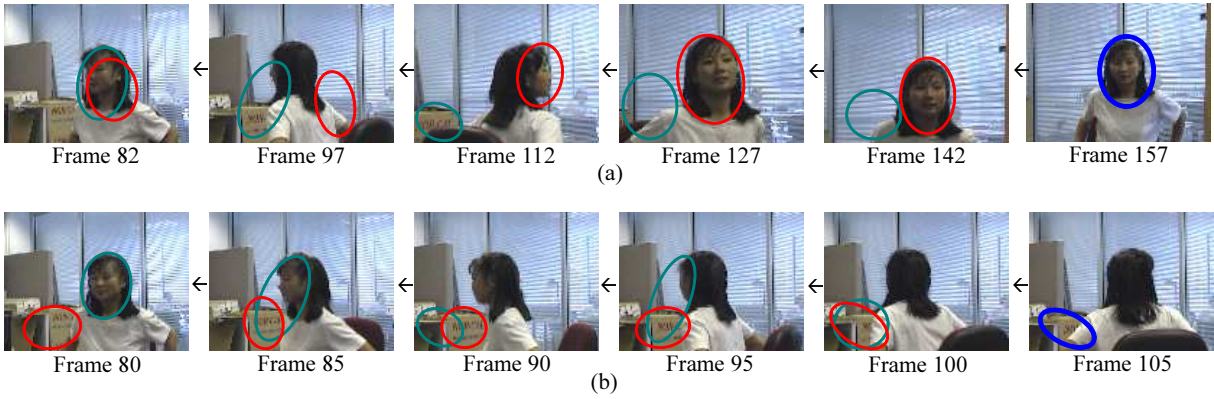 Frame 82 ← Frame 97 ← Frame 112 ← Frame 127 ← Frame 142 ← Frame 157
(a)
Frame 80 ← Frame 85 ← Frame 90 ← Frame 95 ← Frame 100 ← Frame 105
(b)